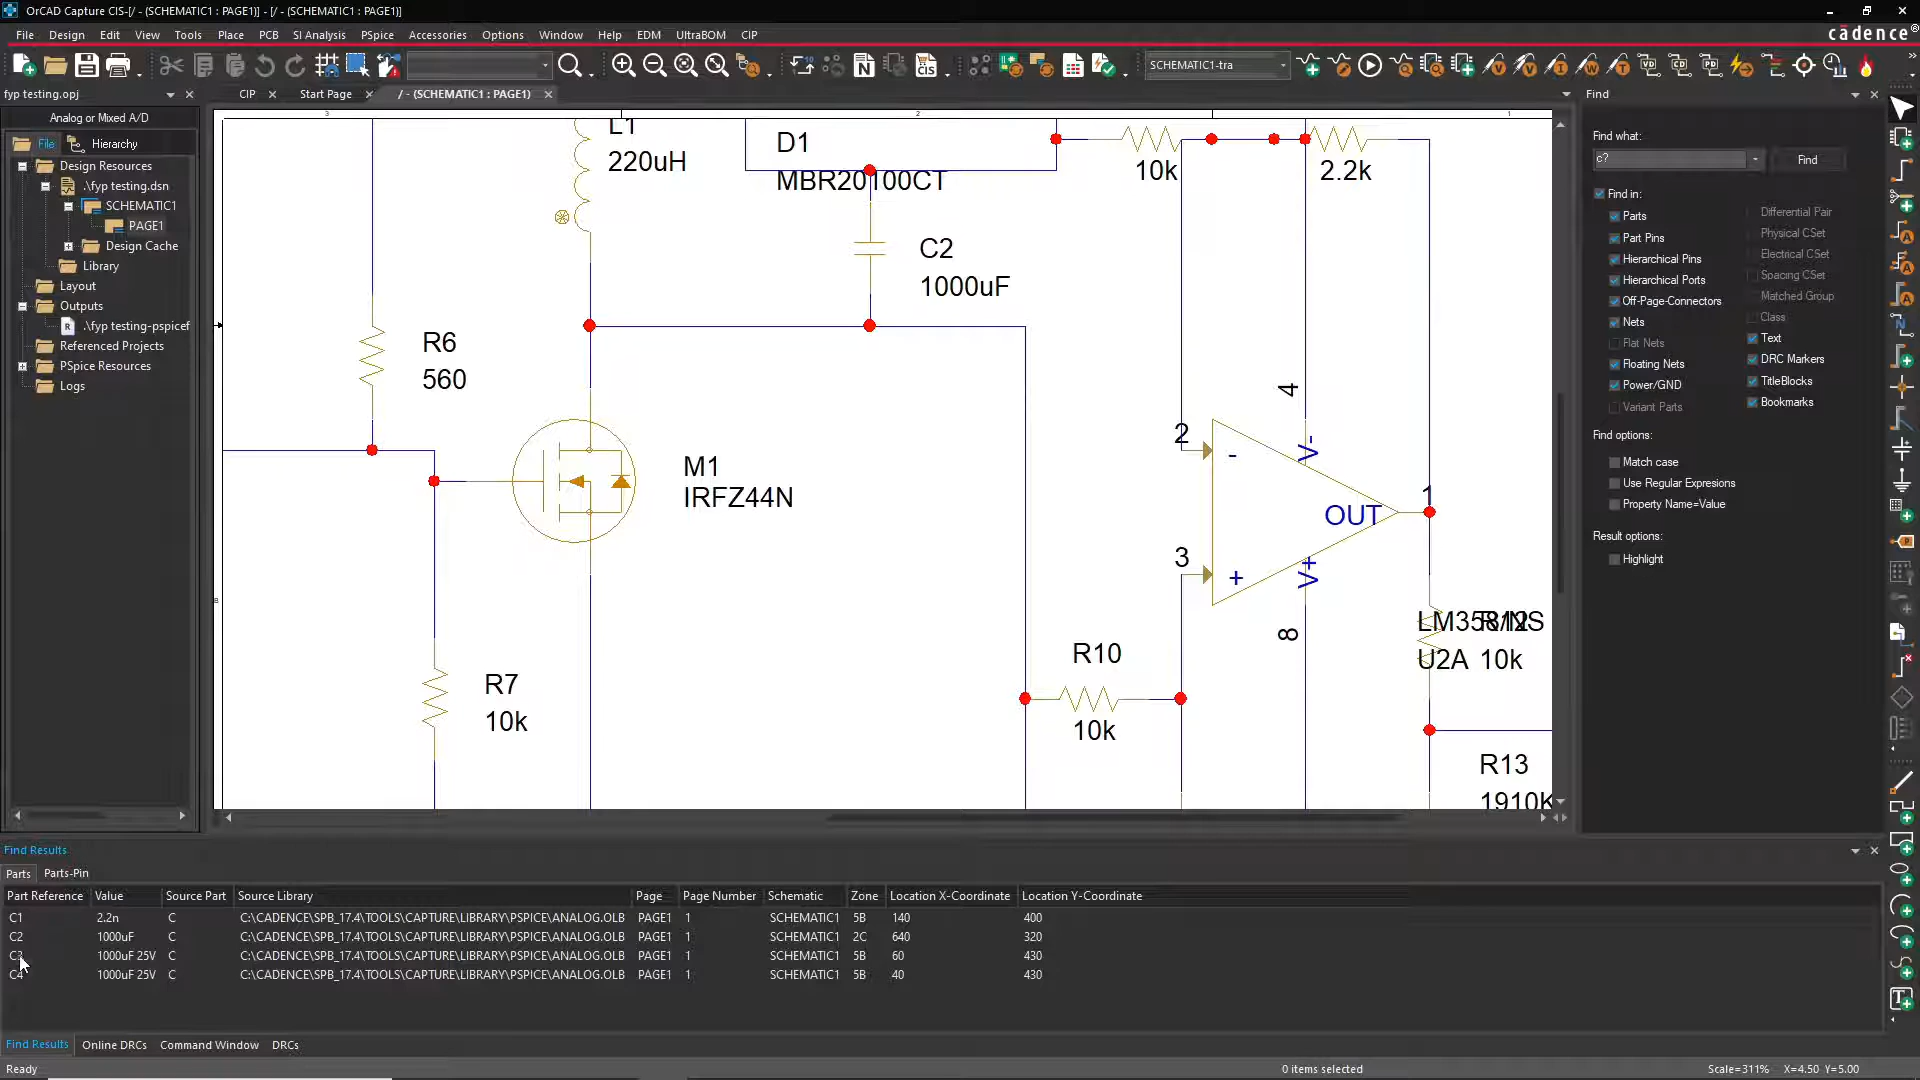 OrCAD Capture CIS-[/ - (SCHEMATIC1 : PAGE1)] - [/ - (SCHEMATIC1 : PAGE1)]
File Design Edit View Tools Place PCB SI Analysis PSpice Accessories Options Window Help EDM UltraBOM CIP
cadence
SCHEMATIC1-tra
fyp testing.opj
CIP
Start Page
/ - (SCHEMATIC1 : PAGE1)
Find
Analog or Mixed A/D
File Hierarchy
Design Resources
.\fyp testing.dsn
SCHEMATIC1
PAGE1
Design Cache
Library
Layout
Outputs
.\fyp testing-pspicef
Referenced Projects
PSpice Resources
Logs
3 2 1
L1
220uH
D1
MBR20100CT
10k
2.2k
C2
1000uF
R6
560
M1
IRFZ44N
R7
10k
R10
10k
4
2
-
V-
OUT
1
3
+
V+
8
LM358/NS
U2A
R12
10k
R13
1910K
Find what:
c?
Find
Find in:
Parts
Part Pins
Hierarchical Pins
Hierarchical Ports
Off-Page-Connectors
Nets
Flat Nets
Floating Nets
Power/GND
Variant Parts
Differential Pair
Physical CSet
Electrical CSet
Spacing CSet
Matched Group
Class
Text
DRC Markers
TitleBlocks
Bookmarks
Find options:
Match case
Use Regular Expresions
Property Name=Value
Result options:
Highlight
Find Results
Parts Parts-Pin
Part Reference Value Source Part Source Library Page Page Number Schematic Zone Location X-Coordinate Location Y-Coordinate
C1 2.2n C C:\CADENCE\SPB_17.4\TOOLS\CAPTURE\LIBRARY\PSPICE\ANALOG.OLB PAGE1 1 SCHEMATIC1 5B 140 400
C2 1000uF C C:\CADENCE\SPB_17.4\TOOLS\CAPTURE\LIBRARY\PSPICE\ANALOG.OLB PAGE1 1 SCHEMATIC1 2C 640 320
C3 1000uF 25V C C:\CADENCE\SPB_17.4\TOOLS\CAPTURE\LIBRARY\PSPICE\ANALOG.OLB PAGE1 1 SCHEMATIC1 5B 60 430
C4 1000uF 25V C C:\CADENCE\SPB_17.4\TOOLS\CAPTURE\LIBRARY\PSPICE\ANALOG.OLB PAGE1 1 SCHEMATIC1 5B 40 430
Find Results Online DRCs Command Window DRCs
Ready
0 items selected
Scale=311% X=4.50 Y=5.00